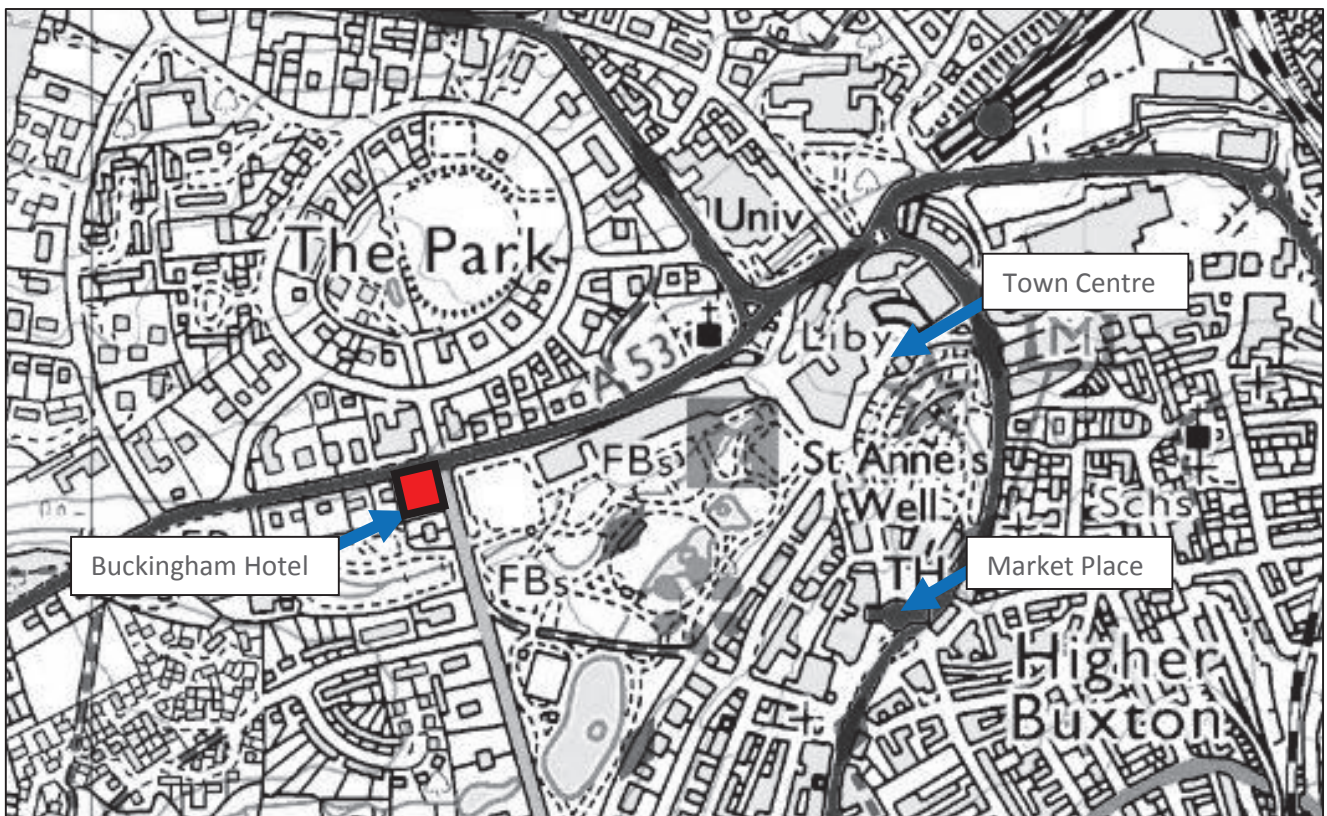 Univ
The Park
Town Centre
Liby
[M]
A 53
FBs
St Anne's
Well
Schs
Buckingham Hotel
FBs
TH
Market Place
Higher
Buxton